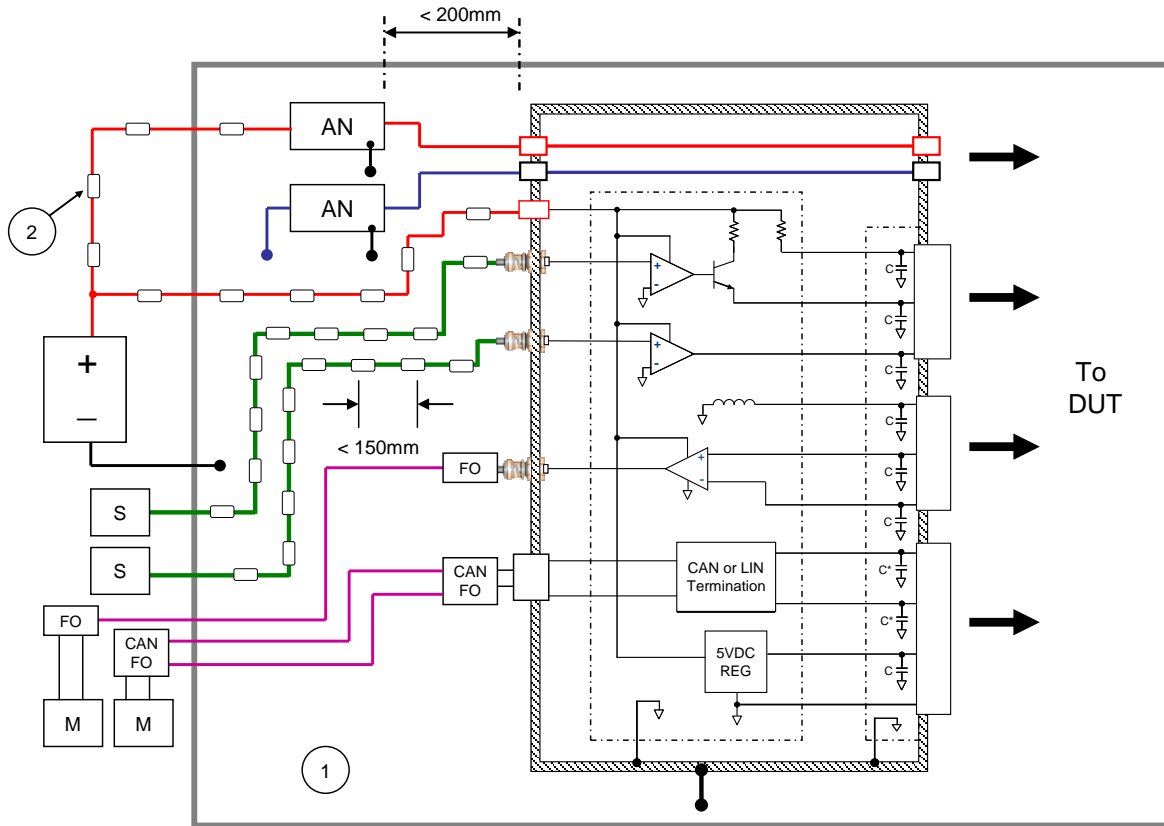 < 200mm
AN
AN
2
+
−
+
-
C
C
+
-
C
To
DUT
C
< 150mm
+
-
C
FO
C
S
S
CAN
FO
CAN or LIN
Termination
C*
C*
FO
CAN
FO
5VDC
REG
C
M
M
1